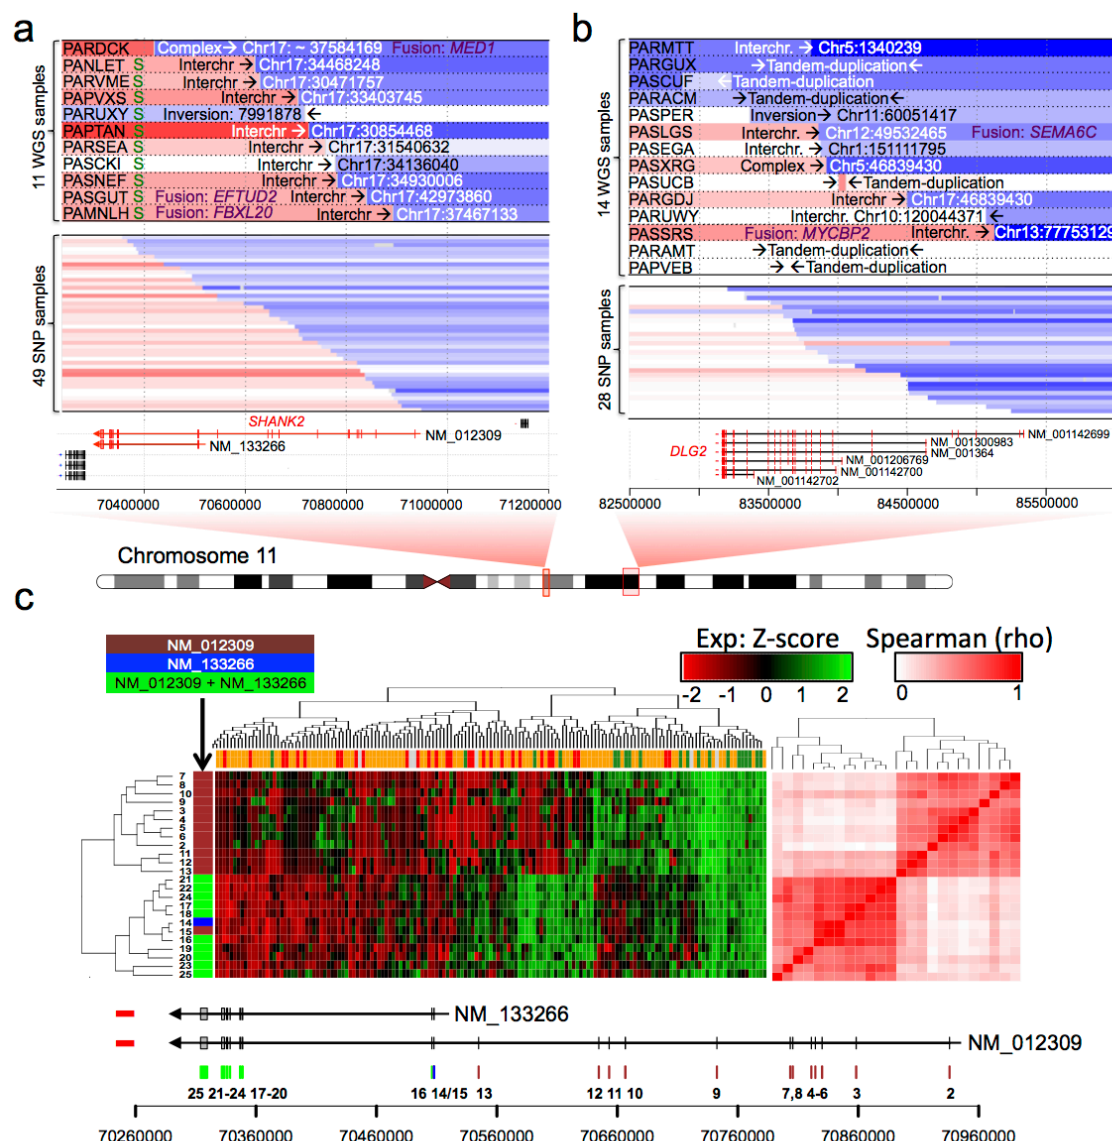 a
11 WGS samples
PARDCK Complex→ Chr17: ~ 37584169 Fusion: MED1
PANLET S Interchr → Chr17:34468248
PARVME S Interchr → Chr17:30471757
PAPVXS S Interchr → Chr17:33403745
PARUXY S Inversion: 7991878 ←
PAPTAN S Interchr → Chr17:30854468
PARSEA S Interchr → Chr17:31540632
PASCKI S Interchr → Chr17:34136040
PASNEF S Interchr → Chr17:34930006
PASGUT S Fusion: EFTUD2 Interchr → Chr17:42973860
PAMNLH S Fusion: FBXL20 Interchr → Chr17:37467133
49 SNP samples
SHANK2
NM_012309
NM_133266
70400000 70600000 70800000 71000000 71200000
b
14 WGS samples
PARMTT Interchr. → Chr5:1340239
PARGUX →Tandem-duplication←
PASCUF →Tandem-duplication
PARACM →Tandem-duplication←
PASPER Inversion→ Chr11:60051417
PASLGS Interchr. → Chr12:49532465 Fusion: SEMA6C
PASEGA Interchr. → Chr1:151111795
PASXRG Complex → Chr5:46839430
PASUCB → ←Tandem-duplication
PARGDJ Interchr → Chr17:46839430
PARUWY Interchr. Chr10:120044371 ←
PASSRS Fusion: MYCBP2 Interchr. → Chr13:77753129
PARAMT →Tandem-duplication←
PAPVEB → ←Tandem-duplication
28 SNP samples
DLG2
NM_001142699
NM_001300983
NM_001364
NM_001206769
NM_001142700
NM_001142702
82500000 83500000 84500000 85500000
Chromosome 11
c
NM_012309
NM_133266
NM_012309 + NM_133266
Exp: Z-score
-2 -1 0 1 2
Spearman (rho)
0 1
7
8
10
9
3
4
5
6
2
11
12
13
21
22
24
17
18
14
15
16
19
20
23
25
NM_133266
NM_012309
25 21-24 17-20 16 14/15 13 12 11 10 9 7,8 4-6 3 2
70260000 70360000 70460000 70560000 70660000 70760000 70860000 70960000